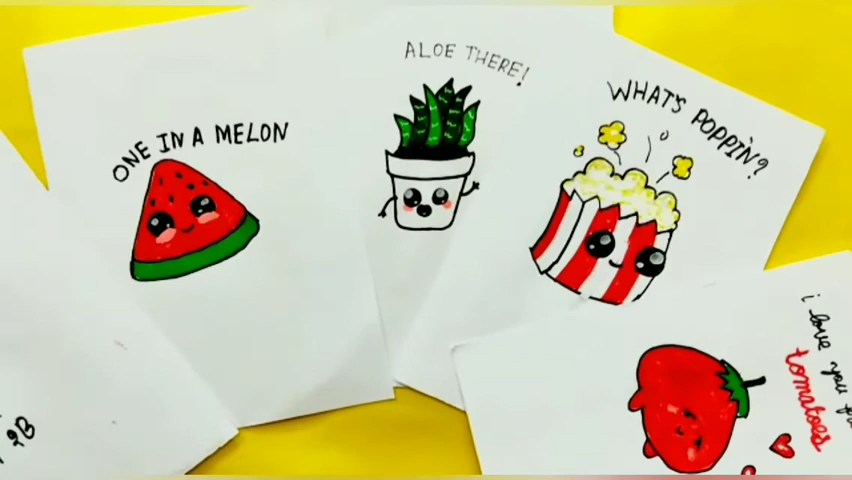 ONE IN A MELON
ALOE THERE!
WHAT'S POPPIN'?
i love you
tomatoes